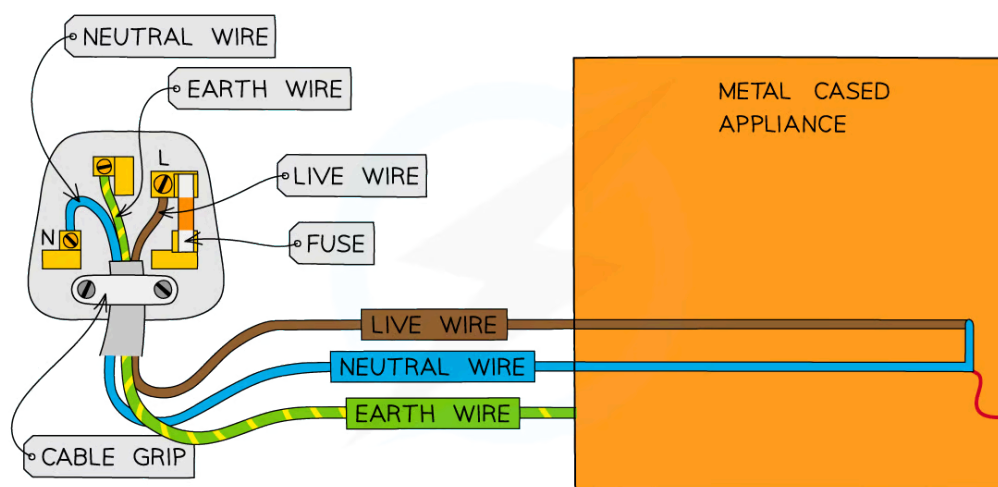 NEUTRAL WIRE
EARTH WIRE
METAL CASED
APPLIANCE
L
LIVE WIRE
N
FUSE
LIVE WIRE
NEUTRAL WIRE
EARTH WIRE
CABLE GRIP